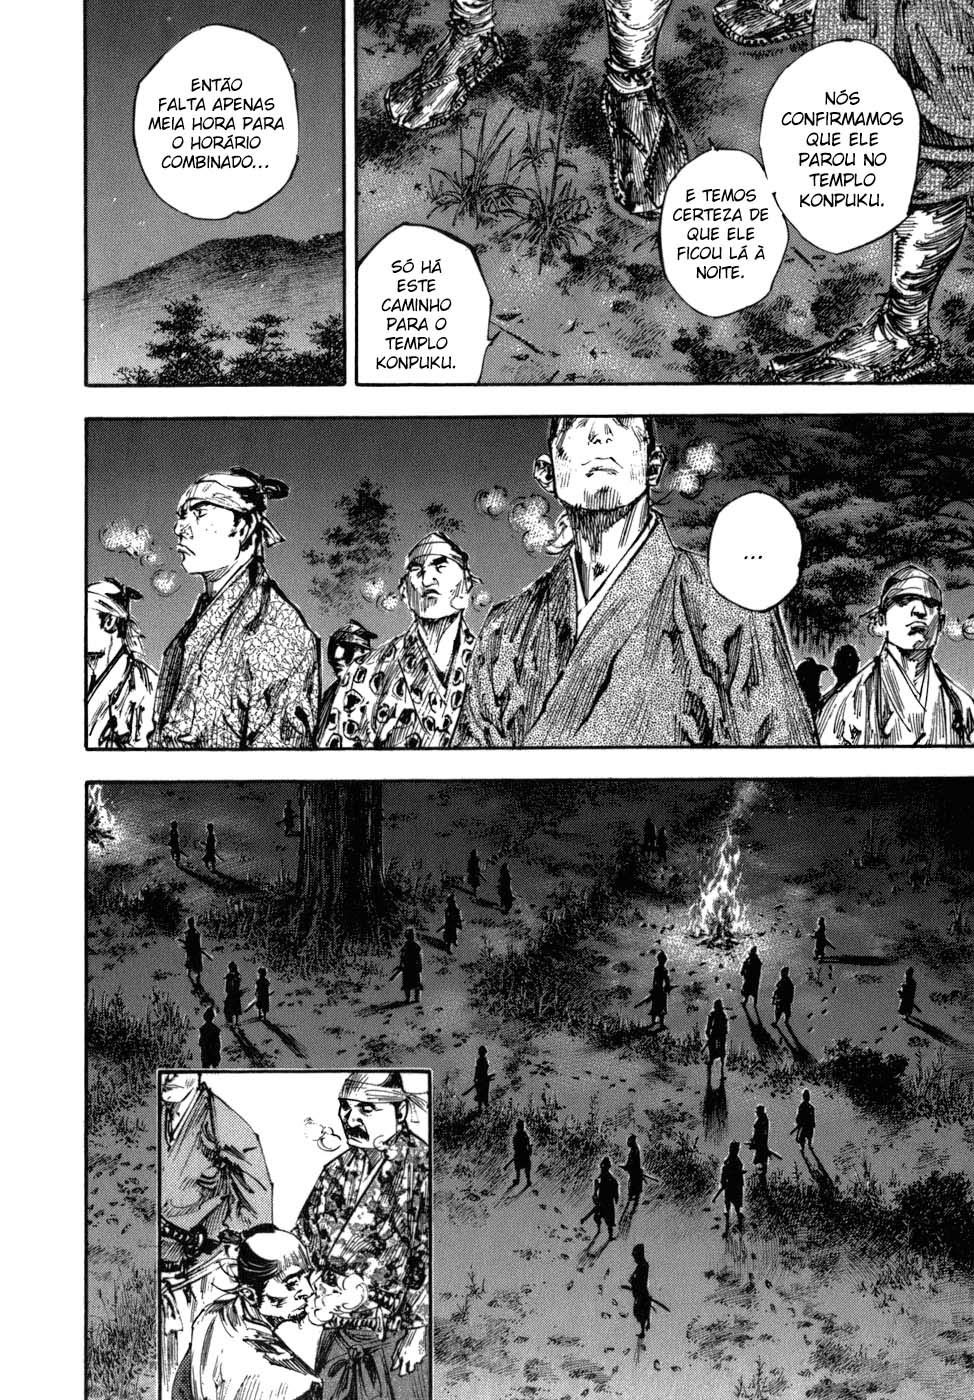 NÓS
CONFIRMAMOS
QUE ELE
PAROU NO
TEMPLO
KONPUKU.
E TEMOS
CERTEZA DE
QUE ELE
FICOU LÁ À
NOITE.
SÓ HÁ
ESTE
CAMINHO
PARA O
TEMPLO
KONPUKU.
ENTÃO
FALTA APENAS
MEIA HORA PARA
O HORÁRIO
COMBINADO...
...